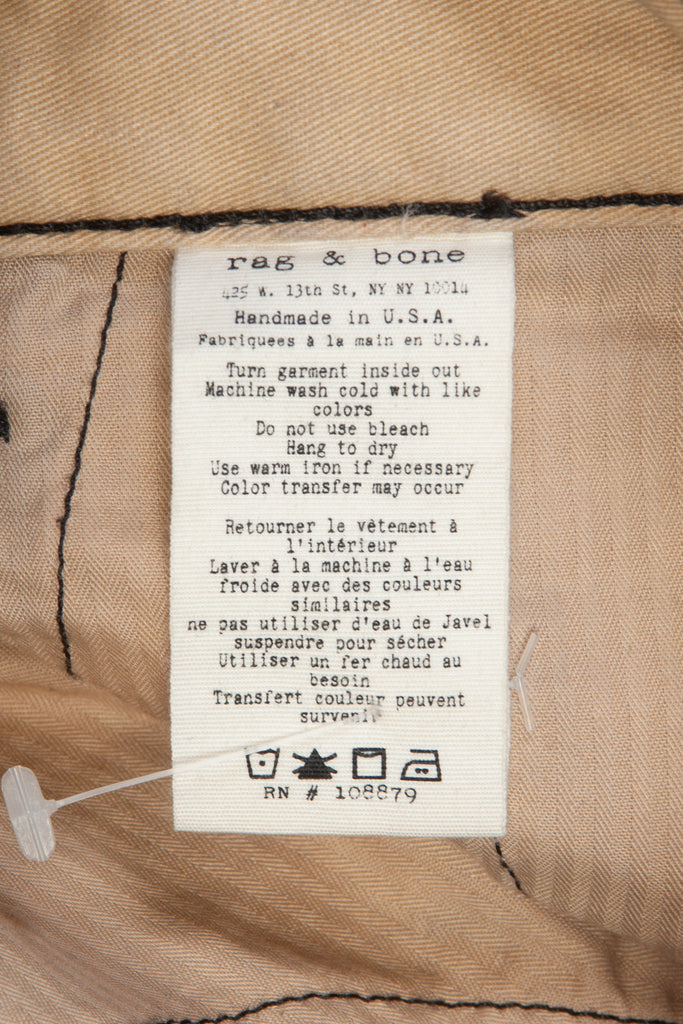 rag & bone
425 W. 13th St, NY NY 10014
Handmade in U.S.A.
Fabriquees à la main en U.S.A.
Turn garment inside out
Machine wash cold with like
colors
Do not use bleach
Hang to dry
Use warm iron if necessary
Color transfer may occur
Retourner le vètement à
l'intérieur
Laver à la machine à l'eau
froide avec des couleurs
similaires
ne pas utiliser d'eau de Javel
suspendre pour sécher
Utiliser un fer chaud au
besoin
Transfert couleur peuvent
survenir
RN # 108879